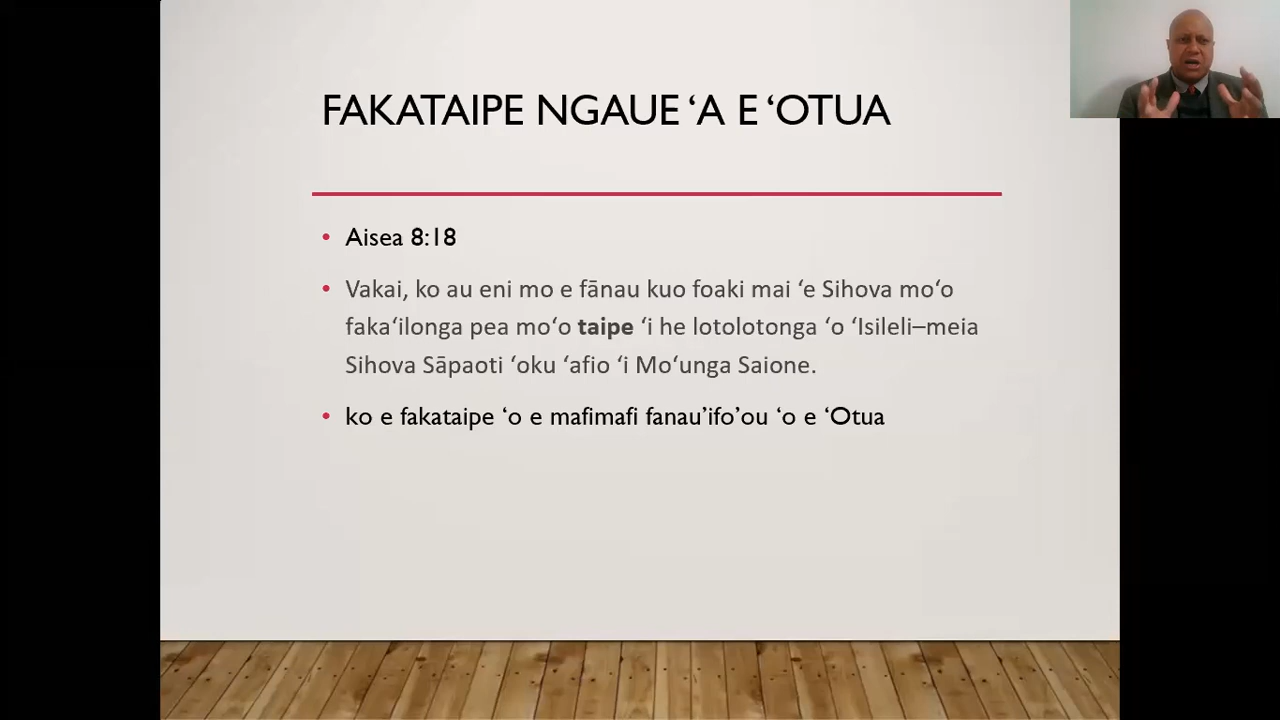 FAKATAIPE NGAUE ‘A E ‘OTUA
• Aisea 8:18
• Vakai, ko au eni mo e fānau kuo foaki mai ‘e Sihova mo‘o
faka‘ilonga pea mo‘o taipe ‘i he lotolotonga ‘o ‘Isileli–meia
Sihova Sāpaoti ‘oku ‘afio ‘i Mo‘unga Saione.
• ko e fakataipe ‘o e mafimafi fanau’ifo’ou ‘o e ‘Otua